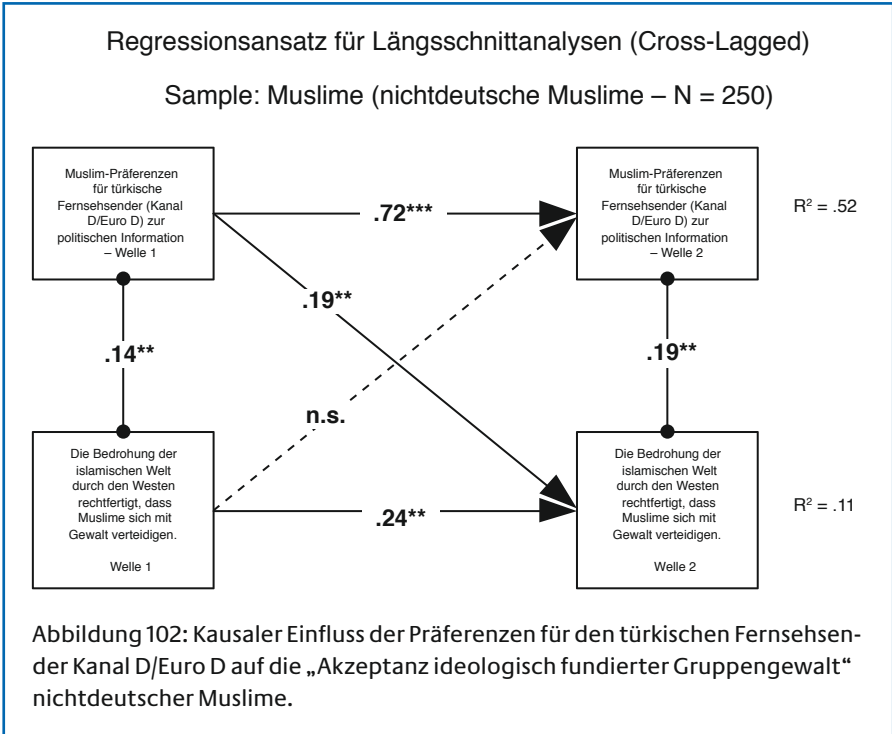 Regressionsansatz für Längsschnittanalysen (Cross-Lagged)
Sample: Muslime (nichtdeutsche Muslime – N = 250)
Muslim-Präferenzen
für türkische
Fernsehsender (Kanal
D/Euro D) zur
politischen Information
– Welle 1
.72***
Muslim-Präferenzen
für türkische
Fernsehsender (Kanal
D/Euro D) zur
politischen Information
– Welle 2
R² = .52
.19**
.14**
.19**
n.s.
Die Bedrohung der
islamischen Welt
durch den Westen
rechtfertigt, dass
Muslime sich mit
Gewalt verteidigen.
Welle 1
.24**
Die Bedrohung der
islamischen Welt
durch den Westen
rechtfertigt, dass
Muslime sich mit
Gewalt verteidigen.
Welle 2
R² = .11
Abbildung 102: Kausaler Einfluss der Präferenzen für den türkischen Fernsehsen-
der Kanal D/Euro D auf die „Akzeptanz ideologisch fundierter Gruppengewalt“
nichtdeutscher Muslime.